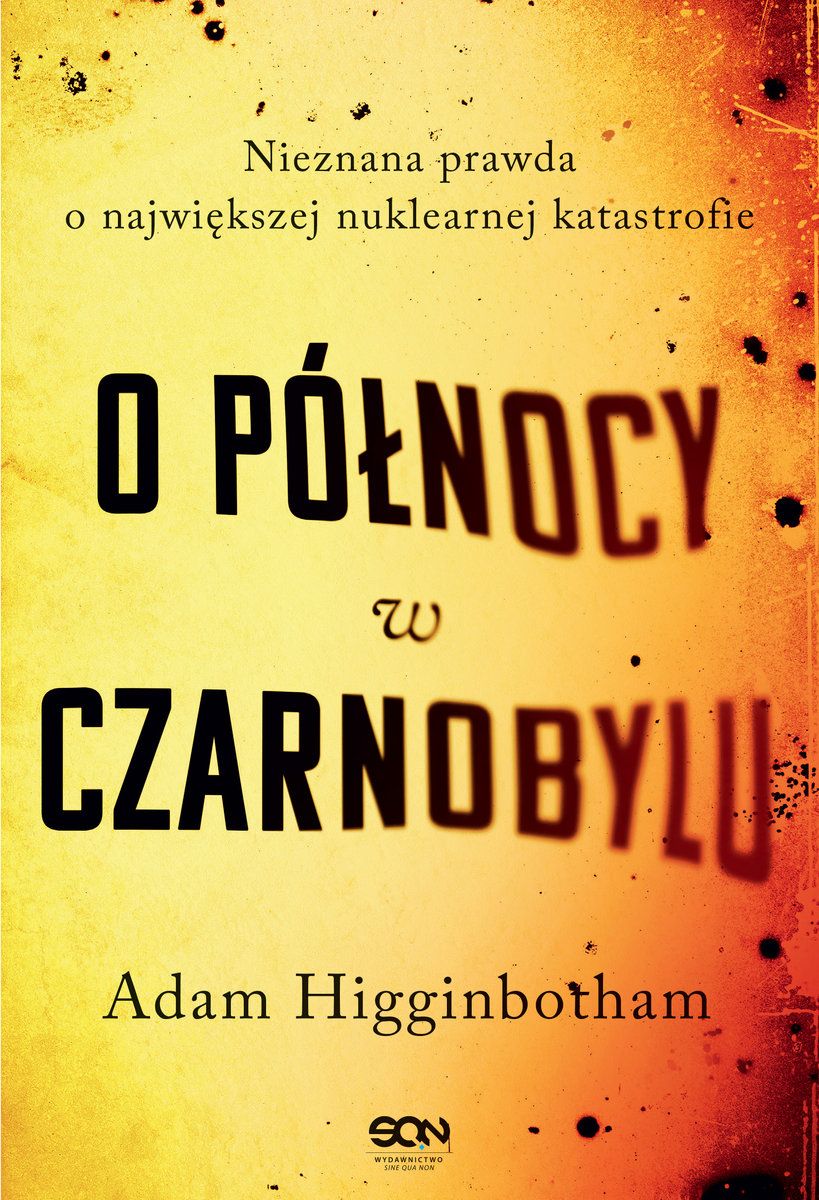 Nieznana prawda
o największej nuklearnej katastrofie
O PÓŁNOCY
w
CZARNOBYLU
Adam Higginbotham
SQN
WYDAWNICTWO
SINE QUA NON